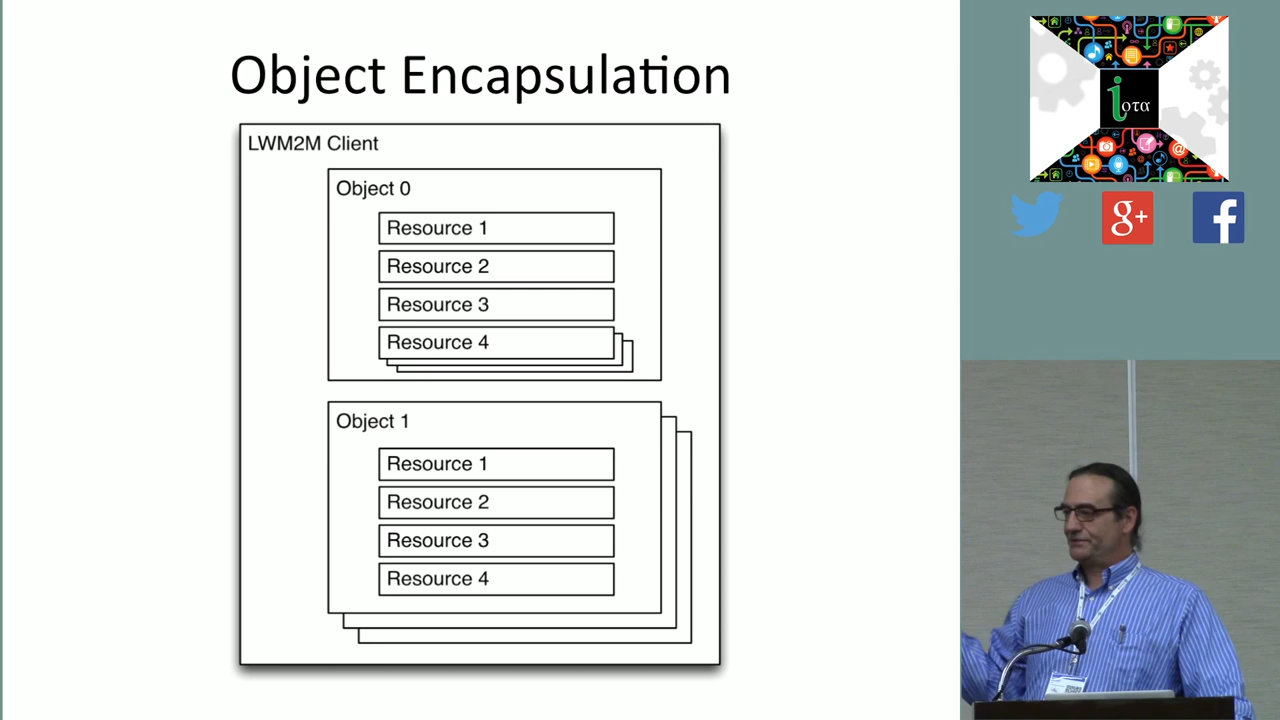 Object Encapsulation
LWM2M Client
Object 0
Resource 1
Resource 2
Resource 3
Resource 4
Object 1
Resource 1
Resource 2
Resource 3
Resource 4
iοτα
g+
f